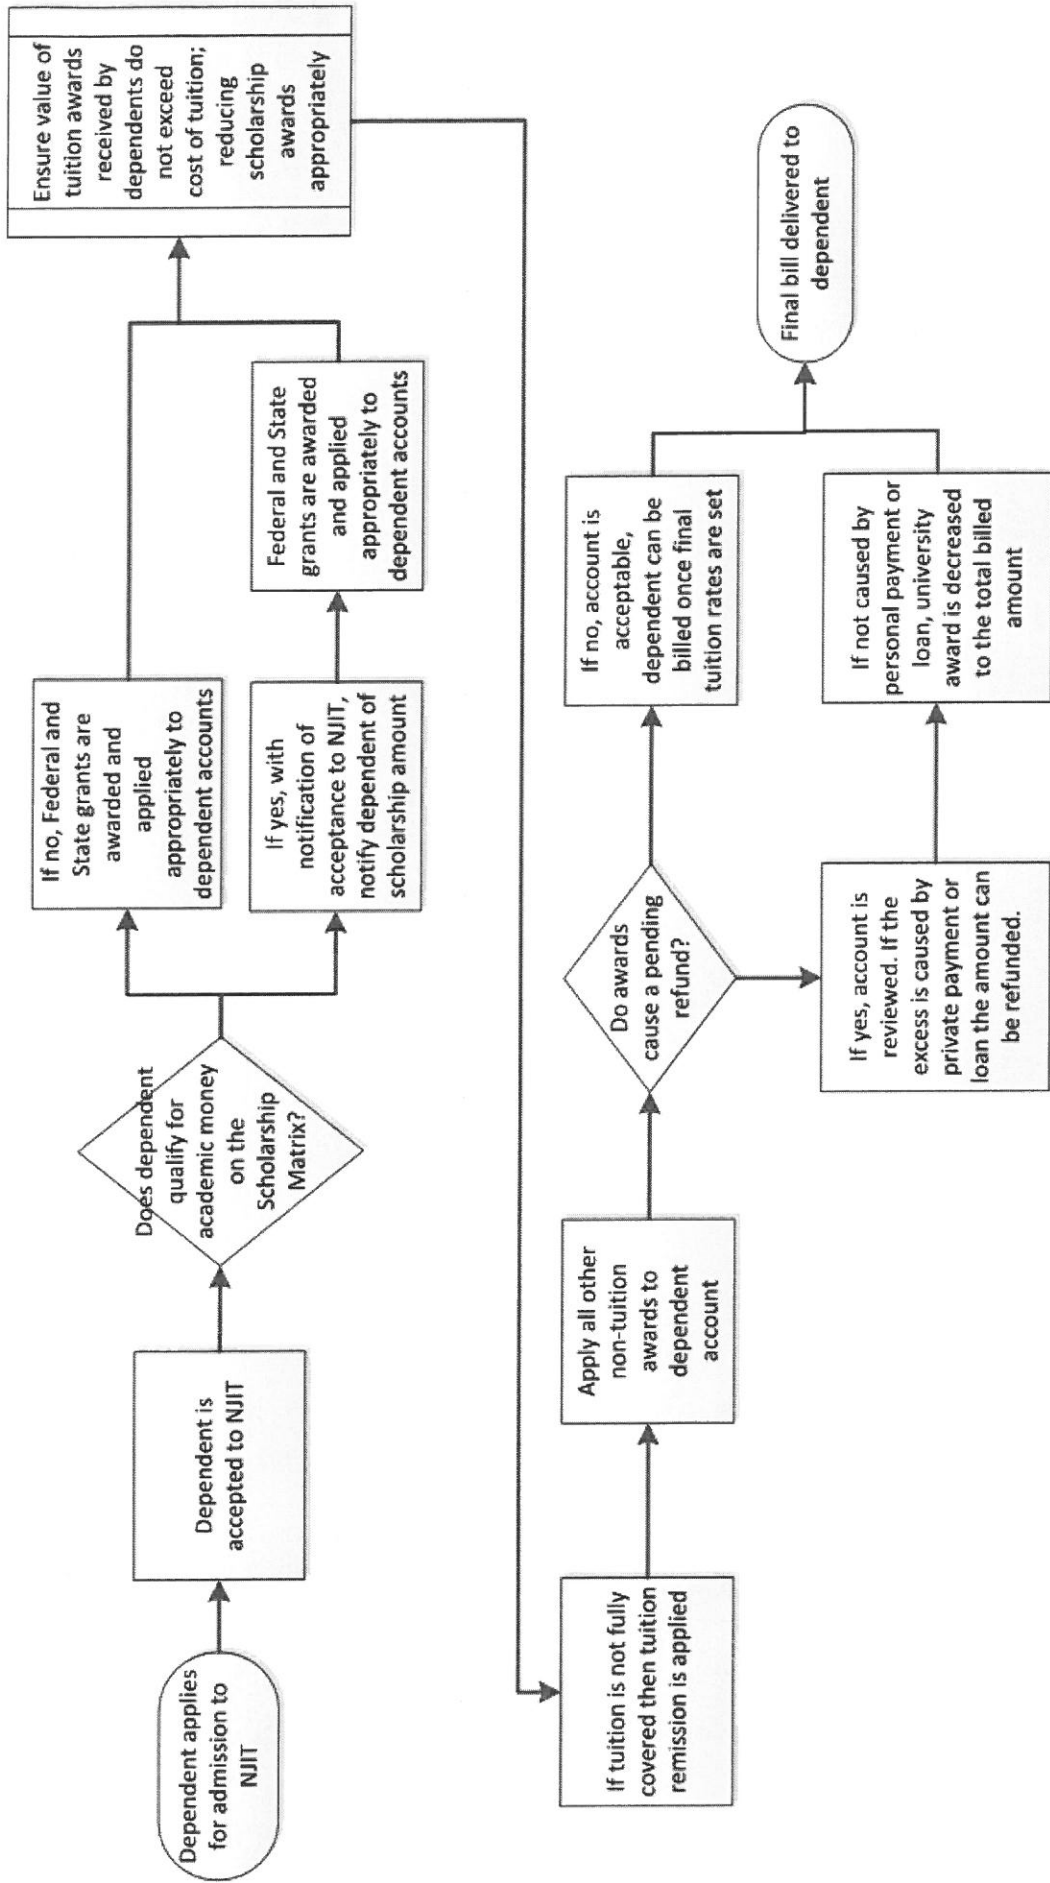 Dependent applies
for admission to
NJIT
Dependent is
accepted to NJIT
Does dependent
qualify for
academic money
on the
Scholarship
Matrix?
If no, Federal and
State grants are
awarded and
applied
appropriately to
dependent accounts
If yes, with
notification of
acceptance to NJIT,
notify dependent of
scholarship amount
Federal and State
grants are awarded
and applied
appropriately to
dependent accounts
Ensure value of
tuition awards
received by
dependents do
not exceed
cost of tuition;
reducing
scholarship
awards
appropriately
If tuition is not fully
covered then tuition
remission is applied
Apply all other
non-tuition
awards to
dependent
account
Do awards
cause a pending
refund?
If no, account is
acceptable,
dependent can be
billed once final
tuition rates are set
If yes, account is
reviewed. If the
excess is caused by
private payment or
loan the amount can
be refunded.
If not caused by
personal payment or
loan, university
award is decreased
to the total billed
amount
Final bill delivered to
dependent